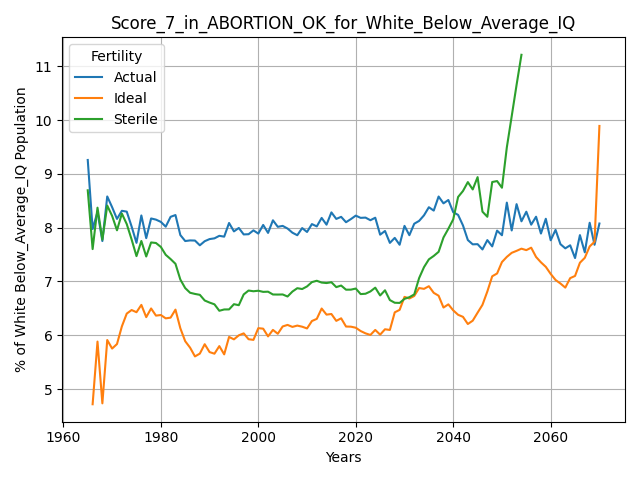 Score_7_in_ABORTION_OK_for_White_Below_Average_IQ
% of White Below_Average_IQ Population
11
10
9
8
7
6
5
Fertility
Actual
Ideal
Sterile
1960 1980 2000 2020 2040 2060
Years